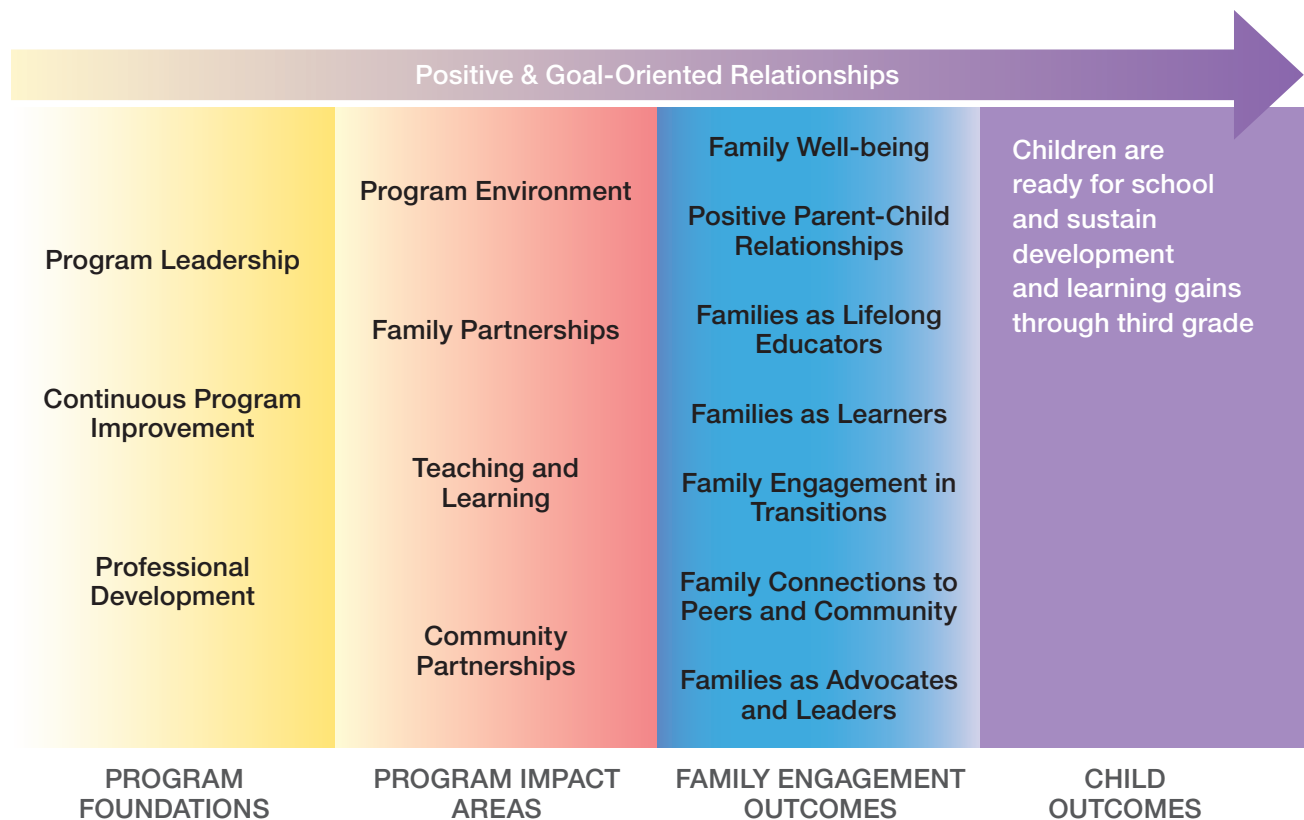 Positive & Goal-Oriented Relationships
Program Leadership
Continuous Program
Improvement
Professional
Development
PROGRAM
FOUNDATIONS
Program Environment
Family Partnerships
Teaching and
Learning
Community
Partnerships
PROGRAM IMPACT
AREAS
Family Well-being
Positive Parent-Child
Relationships
Families as Lifelong
Educators
Families as Learners
Family Engagement in
Transitions
Family Connections to
Peers and Community
Families as Advocates
and Leaders
FAMILY ENGAGEMENT
OUTCOMES
Children are
ready for school
and sustain
development
and learning gains
through third grade
CHILD
OUTCOMES